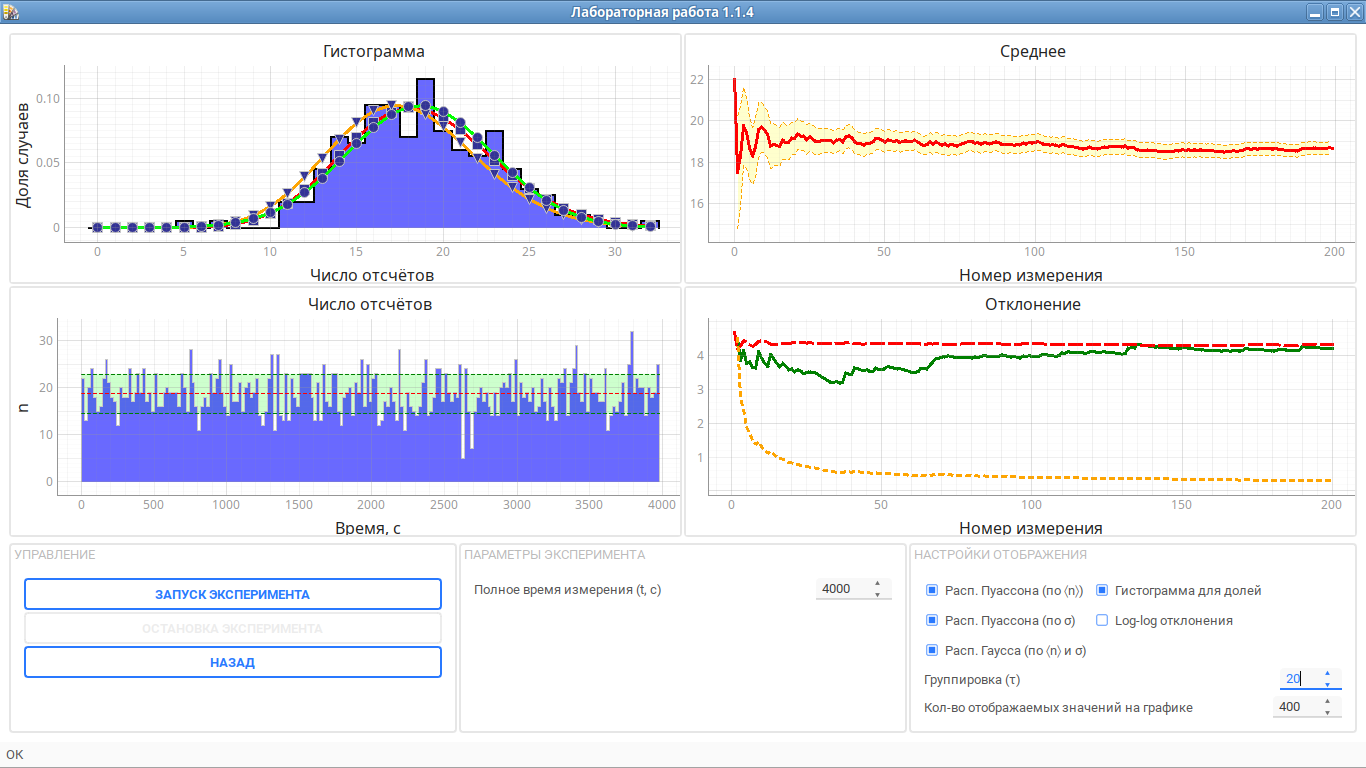 Лабораторная работа 1.1.4
Гистограмма
Доля случаев
0.10
0.05
0
0 5 10 15 20 25 30
Число отсчётов
Среднее
22
20
18
16
0 50 100 150 200
Номер измерения
Число отсчётов
n
30
20
10
0
0 500 1000 1500 2000 2500 3000 3500 4000
Время, с
Отклонение
4
3
2
1
0 50 100 150 200
Номер измерения
УПРАВЛЕНИЕ
ЗАПУСК ЭКСПЕРИМЕНТА
ОСТАНОВКА ЭКСПЕРИМЕНТА
НАЗАД
ПАРАМЕТРЫ ЭКСПЕРИМЕНТА
Полное время измерения (t, с) 4000
НАСТРОЙКИ ОТОБРАЖЕНИЯ
Расп. Пуассона (по ⟨n⟩) Гистограмма для долей
Расп. Пуассона (по σ) Log-log отклонения
Расп. Гаусса (по ⟨n⟩ и σ)
Группировка (τ) 20
Кол-во отображаемых значений на графике 400
ОК